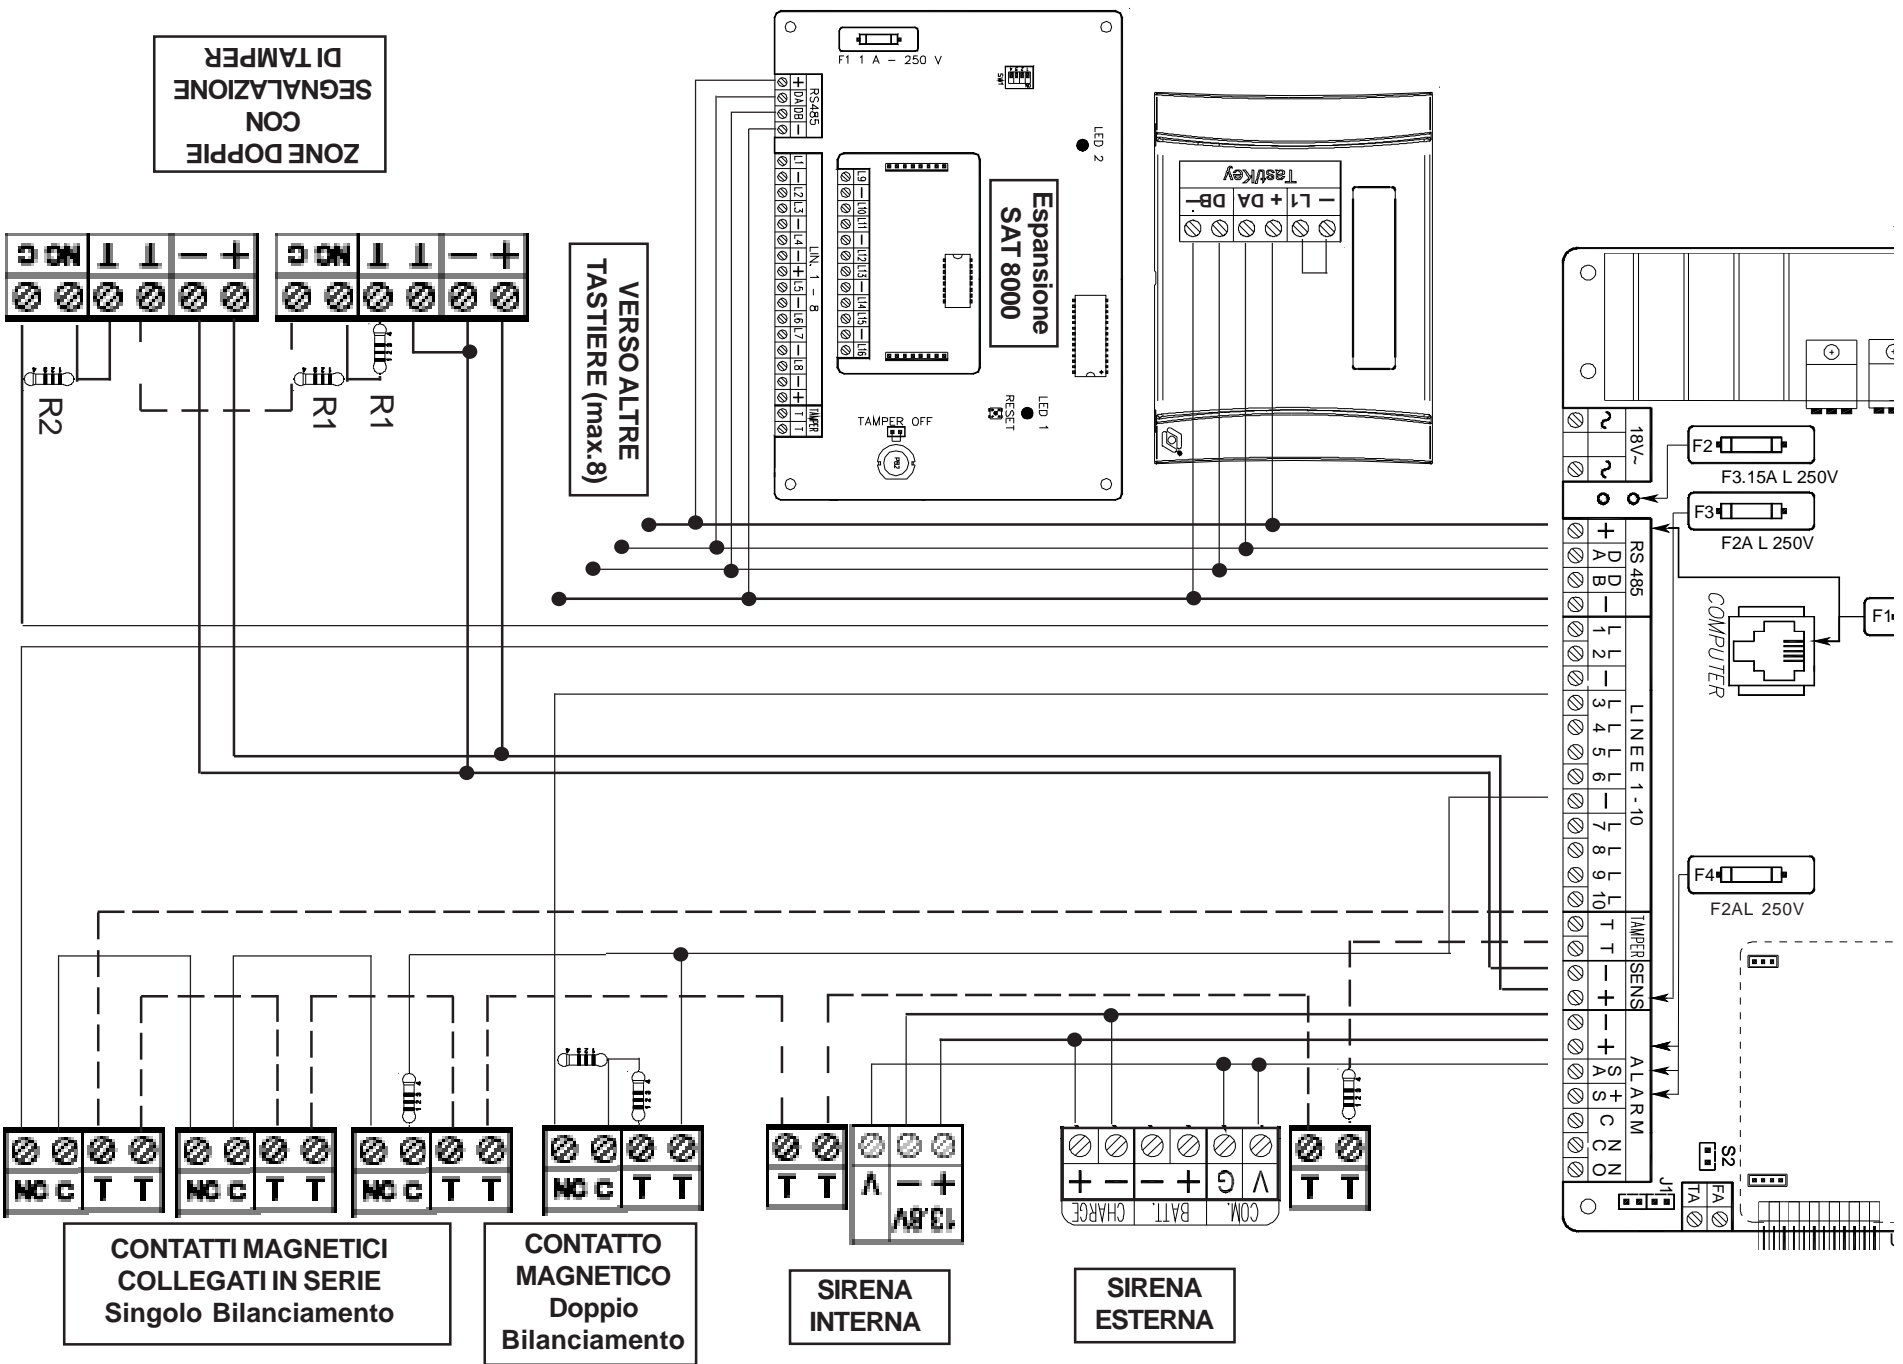 ZONE DOPPIE
CON
SEGNALAZIONE
DI TAMPER
C NC T T − +
C NC T T − +
R2
R1
R1
VERSO ALTRE
TASTIERE (max.8)
F1 1 A - 250 V
SW1
+ DA DB −
RS485
L1 − L2 L3 − L4 − + L5 − L6 L7 − L8 − +
LIN. 1 - 8
T T
TAMPER
L9 − L10 L11 − L12 L13 − L14 L15 − L16
Espansione
SAT 8000
LED 2
LED 1
RESET
TAMPER OFF
Tast/Key
− DB DA + L1 −
18V~
F2
F3.15A L 250V
F3
F2A L 250V
+ DA DB −
RS 485
F1
COMPUTER
L1 L2 − L3 L4 L5 L6 − L7 L8 L9 L10
LINEE 1 - 10
F4
F2AL 250V
T T
TAMPER
− +
SENS
− + SA +S C NC NO
ALARM
S2
J1
TA FA
NC C T T
NC C T T
NC C T T
NC C T T
T T
V − +
13.8V
+ − − + G V
CHARGE
BATT.
COM.
T T
CONTATTI MAGNETICI
COLLEGATI IN SERIE
Singolo Bilanciamento
CONTATTO
MAGNETICO
Doppio
Bilanciamento
SIRENA
INTERNA
SIRENA
ESTERNA